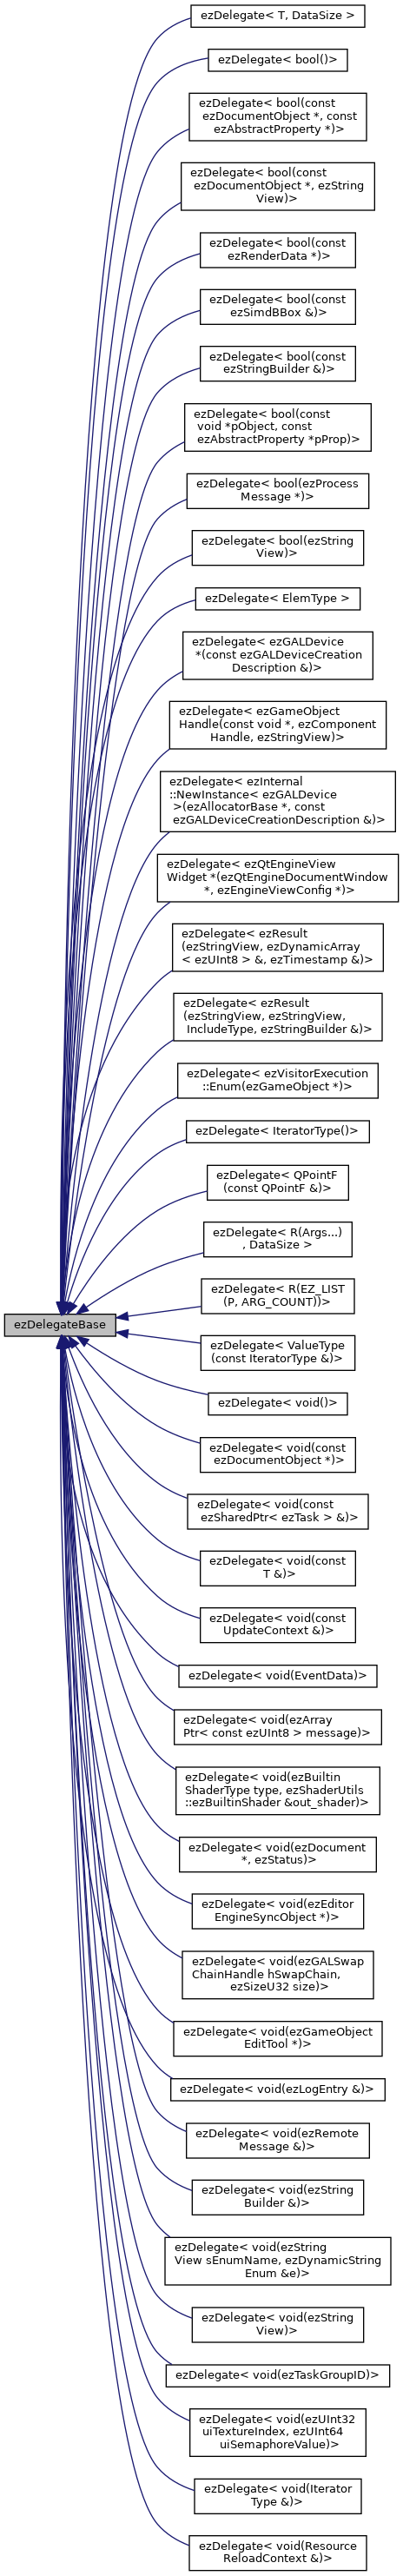 ezDelegate< T, DataSize >
ezDelegate< bool()>
ezDelegate< bool(const
ezDocumentObject *, const
ezAbstractProperty *)>
ezDelegate< bool(const
ezDocumentObject *, ezString
View)>
ezDelegate< bool(const
ezRenderData *)>
ezDelegate< bool(const
ezSimdBBox &)>
ezDelegate< bool(const
ezStringBuilder &)>
ezDelegate< bool(const
void *pObject, const
ezAbstractProperty *pProp)>
ezDelegate< bool(ezProcess
Message *)>
ezDelegate< bool(ezString
View)>
ezDelegate< ElemType >
ezDelegate< ezGALDevice
*(const ezGALDeviceCreation
Description &)>
ezDelegate< ezGameObject
Handle(const void *, ezComponent
Handle, ezStringView)>
ezDelegate< ezInternal
::NewInstance< ezGALDevice
>(ezAllocatorBase *, const
ezGALDeviceCreationDescription &)>
ezDelegate< ezQtEngineView
Widget *(ezQtEngineDocumentWindow
*, ezEngineViewConfig *)>
ezDelegate< ezResult
(ezStringView, ezDynamicArray
< ezUInt8 > &, ezTimestamp &)>
ezDelegate< ezResult
(ezStringView, ezStringView,
IncludeType, ezStringBuilder &)>
ezDelegate< ezVisitorExecution
::Enum(ezGameObject *)>
ezDelegate< IteratorType()>
ezDelegate< QPointF
(const QPointF &)>
ezDelegate< R(Args...)
, DataSize >
ezDelegate< R(EZ_LIST
(P, ARG_COUNT))>
ezDelegateBase
ezDelegate< ValueType
(const IteratorType &)>
ezDelegate< void()>
ezDelegate< void(const
ezDocumentObject *)>
ezDelegate< void(const
ezSharedPtr< ezTask > &)>
ezDelegate< void(const
T &)>
ezDelegate< void(const
UpdateContext &)>
ezDelegate< void(EventData)>
ezDelegate< void(ezArray
Ptr< const ezUInt8 > message)>
ezDelegate< void(ezBuiltin
ShaderType type, ezShaderUtils
::ezBuiltinShader &out_shader)>
ezDelegate< void(ezDocument
*, ezStatus)>
ezDelegate< void(ezEditor
EngineSyncObject *)>
ezDelegate< void(ezGALSwap
ChainHandle hSwapChain,
ezSizeU32 size)>
ezDelegate< void(ezGameObject
EditTool *)>
ezDelegate< void(ezLogEntry &)>
ezDelegate< void(ezRemote
Message &)>
ezDelegate< void(ezString
Builder &)>
ezDelegate< void(ezString
View sEnumName, ezDynamicString
Enum &e)>
ezDelegate< void(ezString
View)>
ezDelegate< void(ezTaskGroupID)>
ezDelegate< void(ezUInt32
uiTextureIndex, ezUInt64
uiSemaphoreValue)>
ezDelegate< void(Iterator
Type &)>
ezDelegate< void(Resource
ReloadContext &)>